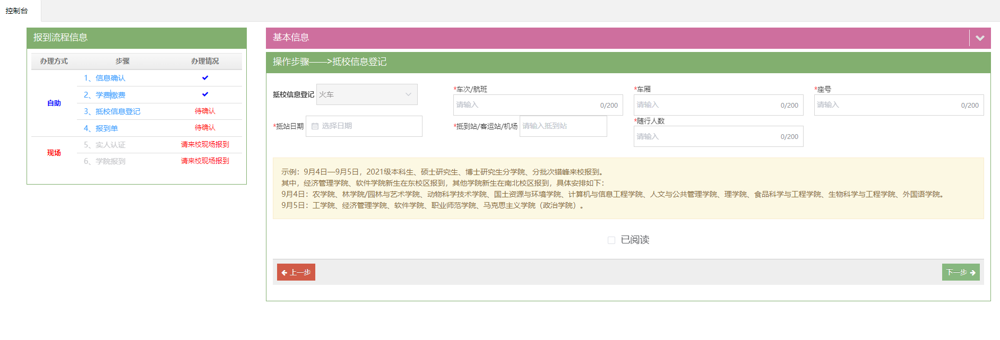 控制台
报到流程信息
办理方式 步骤 办理情况
自助
1、信息确认
2、学费缴费
3、抵校信息登记 待确认
4、报到单 待确认
现场
5、实人认证 请来校现场报到
6、学院报到 请来校现场报到
基本信息
操作步骤——>抵校信息登记
抵校信息登记 火车
*车次/航班
请输入 0/200
*车厢
请输入 0/200
*座号
请输入 0/200
*抵站日期 选择日期
*抵到站/客运站/机场 请输入抵到站
*随行人数
请输入 0/200
示例：9月4日—9月5日，2021级本科生、硕士研究生、博士研究生分学院、分批次错峰来校报到。
其中，经济管理学院、软件学院新生在东校区报到，其他学院新生在南北校区报到，具体安排如下：
9月4日：农学院、林学院/园林与艺术学院、动物科学技术学院、国土资源与环境学院、计算机与信息工程学院、人文与公共管理学院、理学院、食品科学与工程学院、生物科学与工程学院、外国语学院。
9月5日：工学院、经济管理学院、软件学院、职业师范学院、马克思主义学院（政治学院）。
已阅读
上一步
下一步